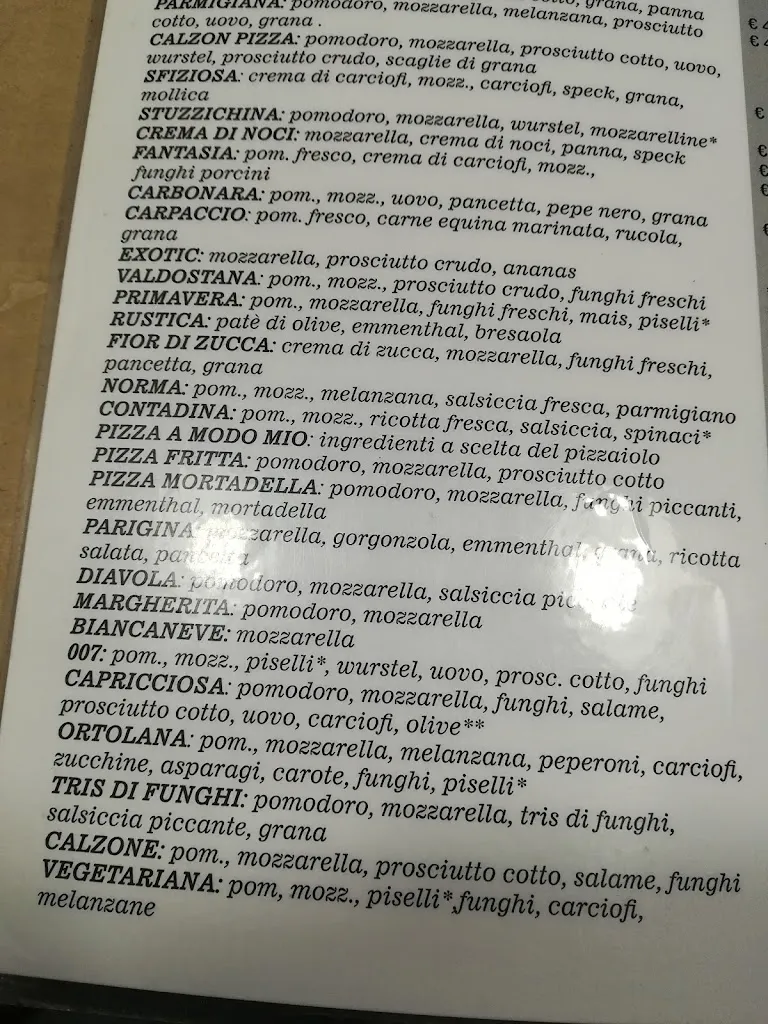 cotto, grana, panna
PARMIGIANA: pomodoro, mozzarella, melanzana, prosciutto
cotto, uovo, grana .
CALZON PIZZA: pomodoro, mozzarella, prosciutto cotto, uovo,
wurstel, prosciutto crudo, scaglie di grana
SFIZIOSA: crema di carciofi, mozz., carciofi, speck, grana,
mollica
STUZZICHINA: pomodoro, mozzarella, wurstel, mozzarelline*
CREMA DI NOCI: mozzarella, crema di noci, panna, speck
FANTASIA: pom. fresco, crema di carciofi, mozz.,
funghi porcini
CARBONARA: pom., mozz., uovo, pancetta, pepe nero, grana
CARPACCIO: pom. fresco, carne equina marinata, rucola,
grana
EXOTIC: mozzarella, prosciutto crudo, ananas
VALDOSTANA: pom., mozz., prosciutto crudo, funghi freschi
PRIMAVERA: pom., mozzarella, funghi freschi, mais, piselli*
RUSTICA: patè di olive, emmenthal, bresaola
FIOR DI ZUCCA: crema di zucca, mozzarella, funghi freschi,
pancetta, grana
NORMA: pom., mozz., melanzana, salsiccia fresca, parmigiano
CONTADINA: pom., mozz., ricotta fresca, salsiccia, spinaci*
PIZZA A MODO MIO: ingredienti a scelta del pizzaiolo
PIZZA FRITTA: pomodoro, mozzarella, prosciutto cotto
PIZZA MORTADELLA: pomodoro, mozzarella, funghi piccanti,
emmenthal, mortadella
PARIGINA: mozzarella, gorgonzola, emmenthal, grana, ricotta
salata, pancetta
DIAVOLA: pomodoro, mozzarella, salsiccia piccante
MARGHERITA: pomodoro, mozzarella
BIANCANEVE: mozzarella
007: pom., mozz., piselli*, wurstel, uovo, prosc. cotto, funghi
CAPRICCIOSA: pomodoro, mozzarella, funghi, salame,
prosciutto cotto, uovo, carciofi, olive**
ORTOLANA: pom., mozzarella, melanzana, peperoni, carciofi,
zucchine, asparagi, carote, funghi, piselli*
TRIS DI FUNGHI: pomodoro, mozzarella, tris di funghi,
salsiccia piccante, grana
CALZONE: pom., mozzarella, prosciutto cotto, salame, funghi
VEGETARIANA: pom, mozz., piselli*,funghi, carciofi,
melanzane